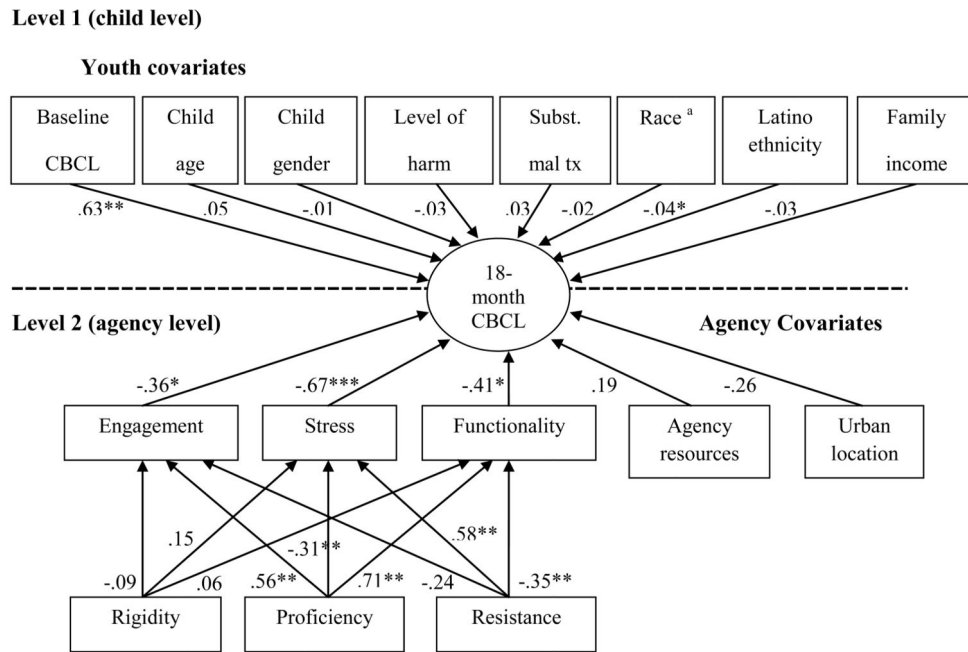 Level 1 (child level)
Youth covariates
Baseline
CBCL
Child
age
Child
gender
Level of
harm
Subst.
mal tx
Race a
Latino
ethnicity
Family
income
.63**
.05
-.01
-.03
.03
-.02
-.04*
-.03
18-
month
CBCL
Level 2 (agency level)
Agency Covariates
-.36*
-.67***
-.41*
.19
-.26
Engagement
Stress
Functionality
Agency
resources
Urban
location
.15
-.31**
.58**
-.09
.06
.56**
.71**
-.24
-.35**
Rigidity
Proficiency
Resistance